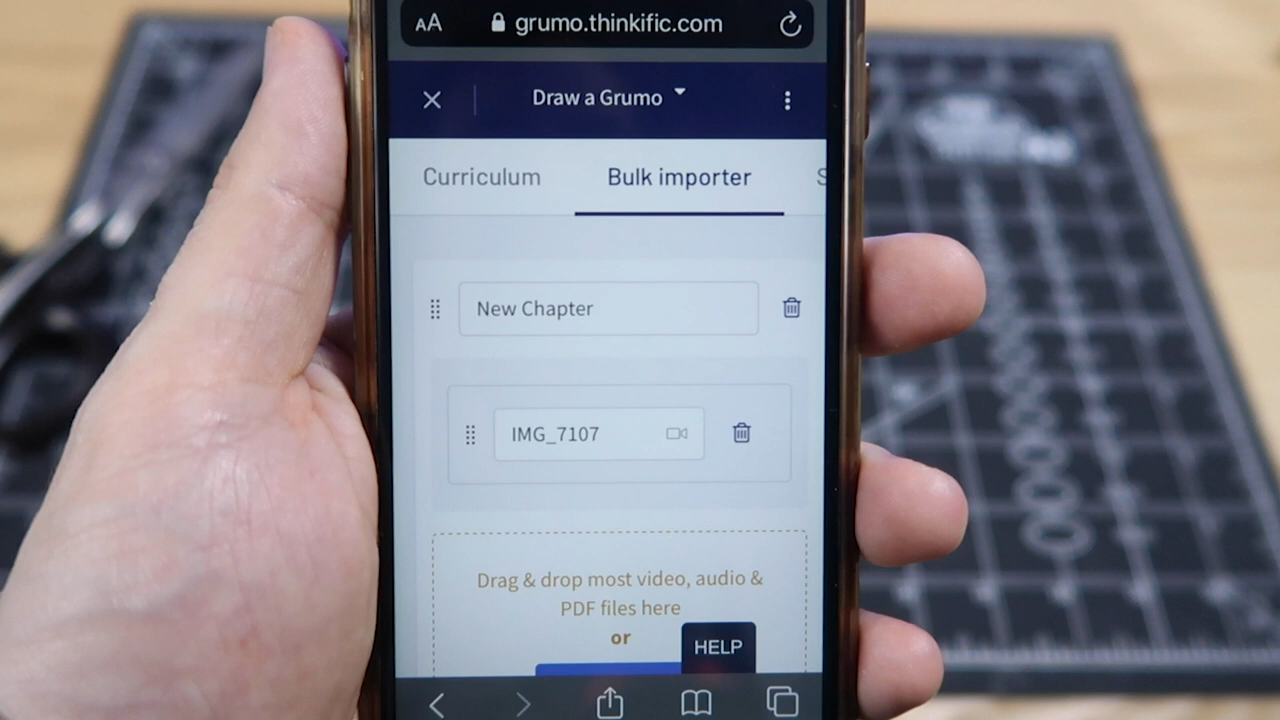 AA grumo.thinkific.com
Draw a Grumo
Curriculum Bulk importer S
New Chapter
IMG_7107
Drag & drop most video, audio &
PDF files here
or
HELP